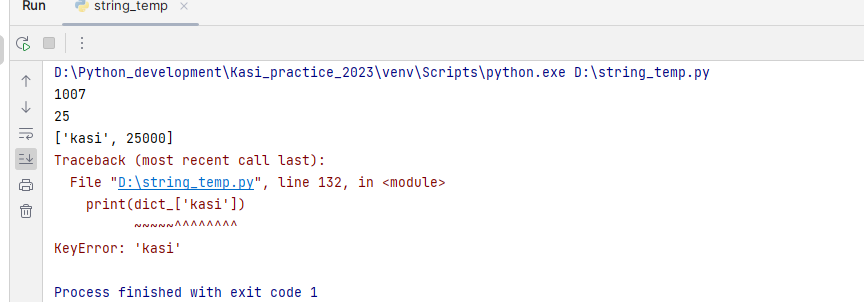 Run string_temp ×
D:\Python_development\Kasi_practice_2023\venv\Scripts\python.exe D:\string_temp.py
1007
25
['kasi', 25000]
Traceback (most recent call last):
  File "D:\string_temp.py", line 132, in <module>
    print(dict_['kasi'])
          ~~~~~^^^^^^^^
KeyError: 'kasi'
Process finished with exit code 1